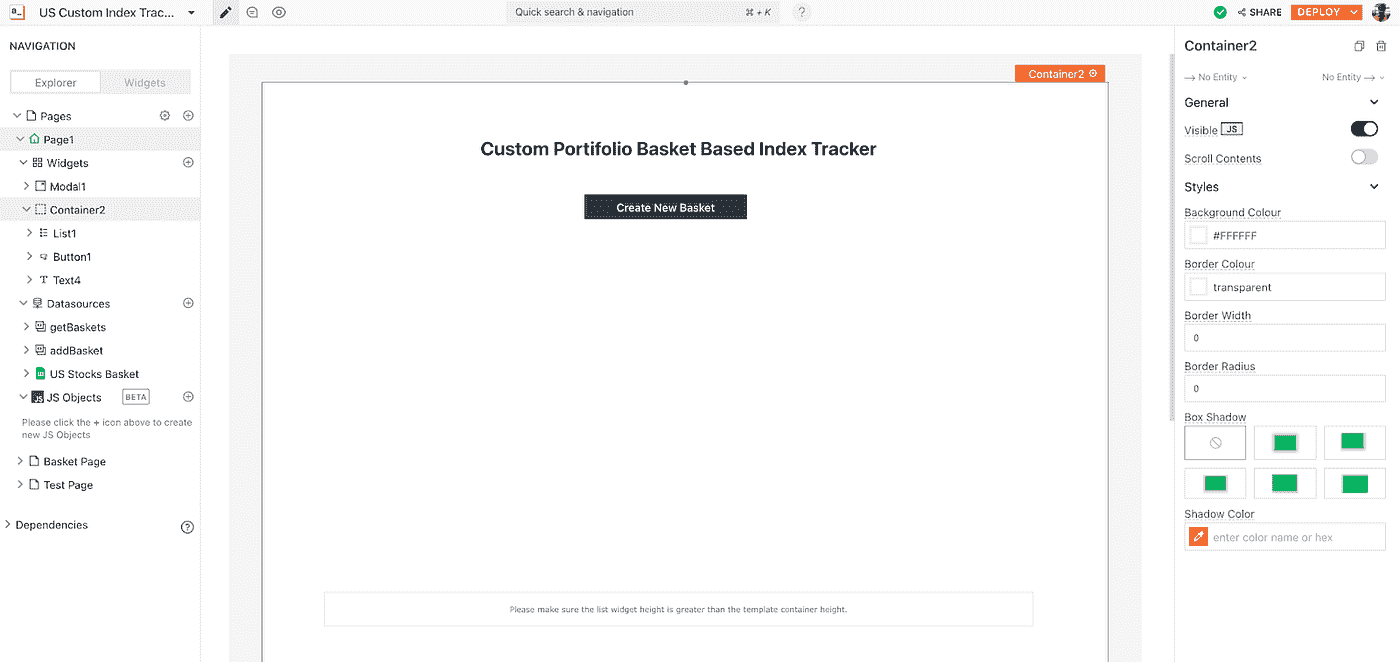 a_
US Custom Index Trac...
Quick search & navigation
⌘ + K
?
SHARE
DEPLOY
NAVIGATION
Explorer
Widgets
Pages
Page1
Widgets
Modal1
Container2
List1
Button1
Text4
Datasources
getBaskets
addBasket
US Stocks Basket
JS Objects
BETA
Please click the + icon above to create
new JS Objects
Basket Page
Test Page
Dependencies
?
Container2
Custom Portifolio Basket Based Index Tracker
Create New Basket
Please make sure the list widget height is greater than the template container height.
Container2
No Entity
No Entity
General
Visible JS
Scroll Contents
Styles
Background Colour
#FFFFFF
Border Colour
transparent
Border Width
0
Border Radius
0
Box Shadow
Shadow Color
enter color name or hex